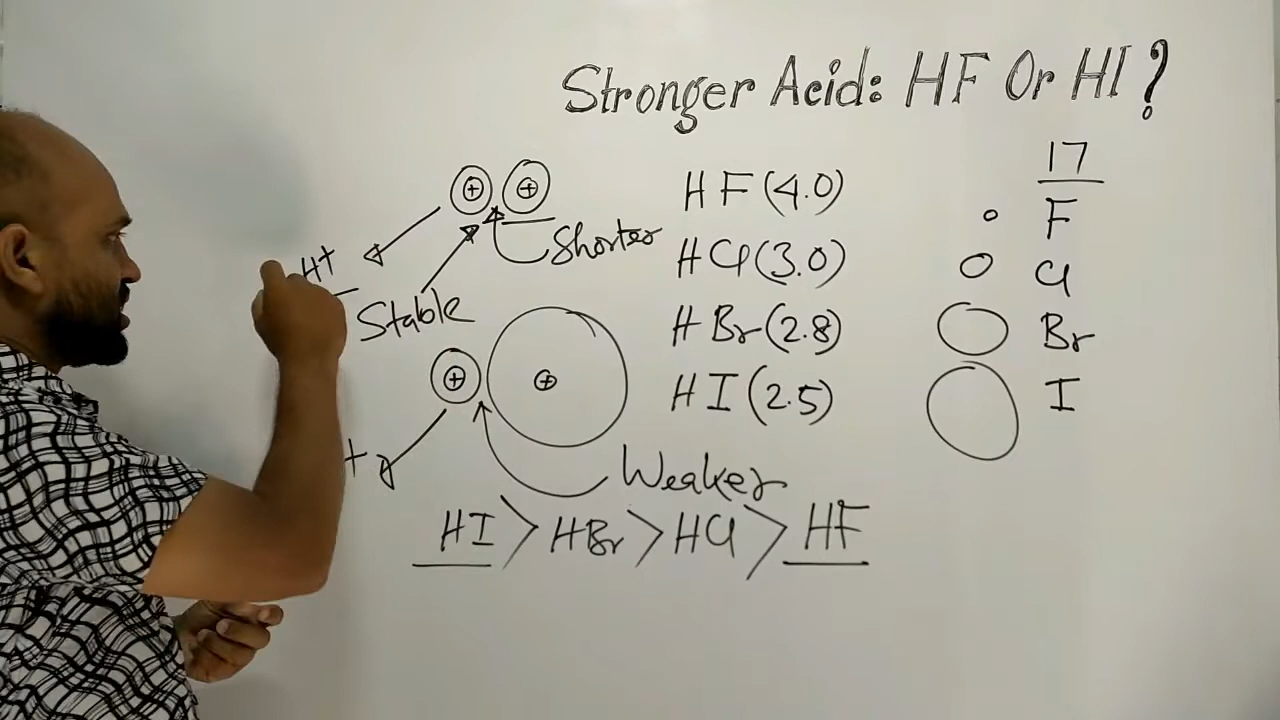 Stronger Acid: HF Or HI?
17
HF(4.0)
F
HCl(3.0)
Cl
HBr(2.8)
Br
HI(2.5)
I
+ +
Shorter
H+
Stable
+ +
Weaker
+
HI > HBr > HCl > HF